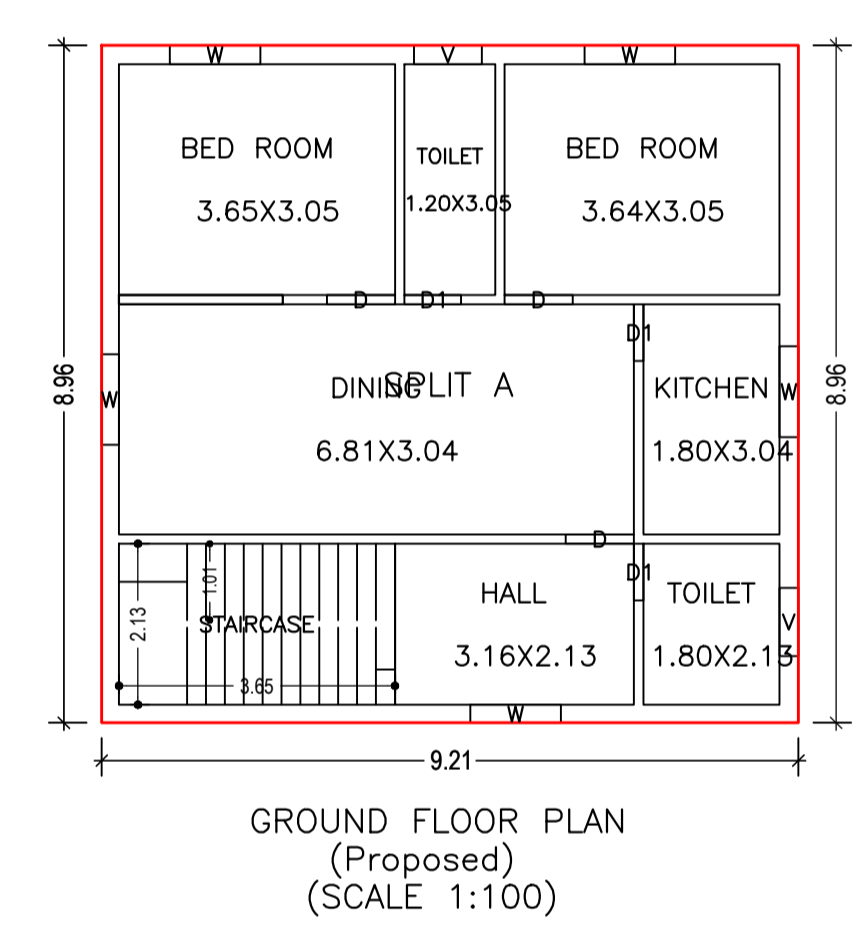 W V W
BED ROOM TOILET BED ROOM
3.65X3.05 1.20X3.05 3.64X3.05
D D1 D
D1
8.96 W DINING SPLIT A KITCHEN W 8.96
6.81X3.04 1.80X3.04
D
D1
1.01
2.13 STAIRCASE HALL TOILET V
3.16X2.13 1.80X2.13
3.65
W
9.21
GROUND FLOOR PLAN
(Proposed)
(SCALE 1:100)